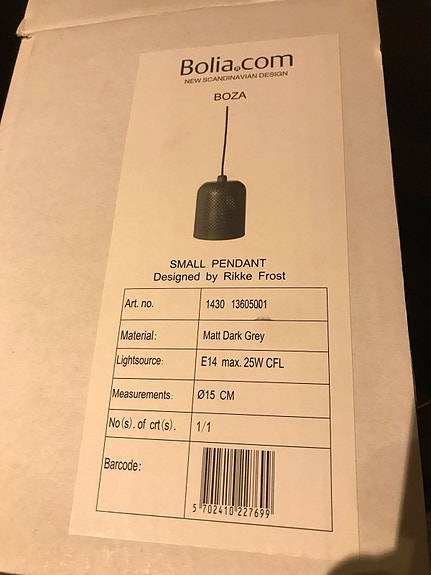 Bolia.com
NEW SCANDINAVIAN DESIGN
BOZA
SMALL PENDANT
Designed by Rikke Frost
Art. no. 1430 13605001
Material: Matt Dark Grey
Lightsource: E14 max. 25W CFL
Measurements: Ø15 CM
No(s). of crt(s). 1/1
Barcode:
5 702410 227699